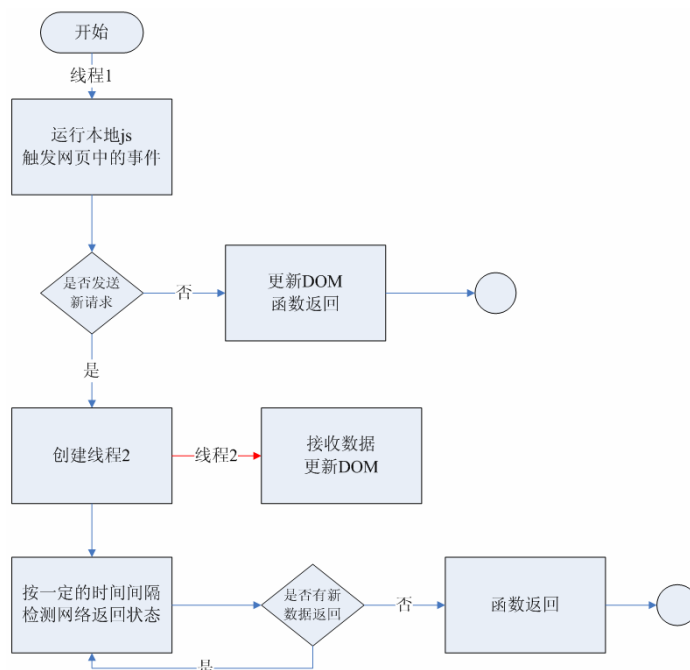 开始
线程1
运行本地js
触发网页中的事件
是否发送
新请求
否
更新DOM
函数返回
是
创建线程2
线程2
接收数据
更新DOM
按一定的时间间隔
检测网络返回状态
是否有新
数据返回
否
函数返回
是